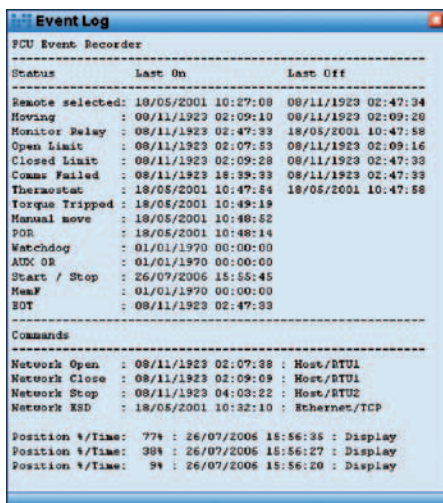 Event Log
FCU Event Recorder
Status Last On Last Off
Remote selected: 18/05/2001 10:27:08 08/11/1923 02:47:34
Moving : 08/11/1923 02:09:10 08/11/1923 02:09:28
Monitor Relay : 08/11/1923 02:47:33 18/05/2001 10:47:58
Open Limit : 08/11/1923 02:07:53 08/11/1923 02:09:16
Closed Limit : 08/11/1923 02:09:28 08/11/1923 02:47:33
Comms Failed : 08/11/1923 18:39:33 08/11/1923 02:47:33
Thermostat : 18/05/2001 10:47:54 18/05/2001 10:47:58
Torque Tripped : 18/05/2001 10:49:19
Manual move : 18/05/2001 10:48:52
POR : 18/05/2001 10:48:14
Watchdog : 01/01/1970 00:00:00
AUX OR : 01/01/1970 00:00:00
Start / Stop : 26/07/2006 15:55:45
MemF : 01/01/1970 00:00:00
EOT : 08/11/1923 02:47:33
Commands
Network Open : 08/11/1923 02:07:38 : Host/RTU1
Network Close : 08/11/1923 02:09:09 : Host/RTU1
Network Stop : 08/11/1923 04:03:22 : Host/RTU2
Network ESD : 18/05/2001 10:32:10 : Ethernet/TCP
Position %/Time: 77% : 26/07/2006 15:56:35 : Display
Position %/Time: 38% : 26/07/2006 15:56:27 : Display
Position %/Time: 9% : 26/07/2006 15:56:20 : Display